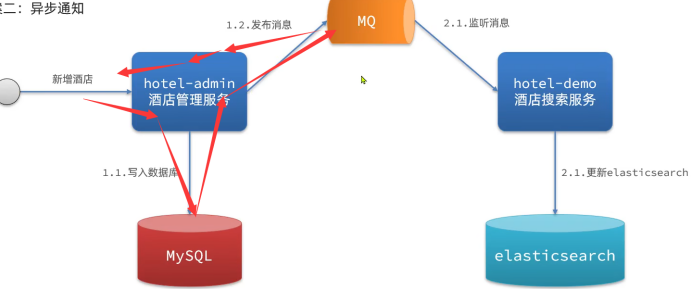 二：异步通知
1.2.发布消息
MQ
2.1.监听消息
新增酒店
hotel-admin
酒店管理服务
hotel-demo
酒店搜索服务
1.1.写入数据库
2.1.更新elasticsearch
MySQL
elasticsearch